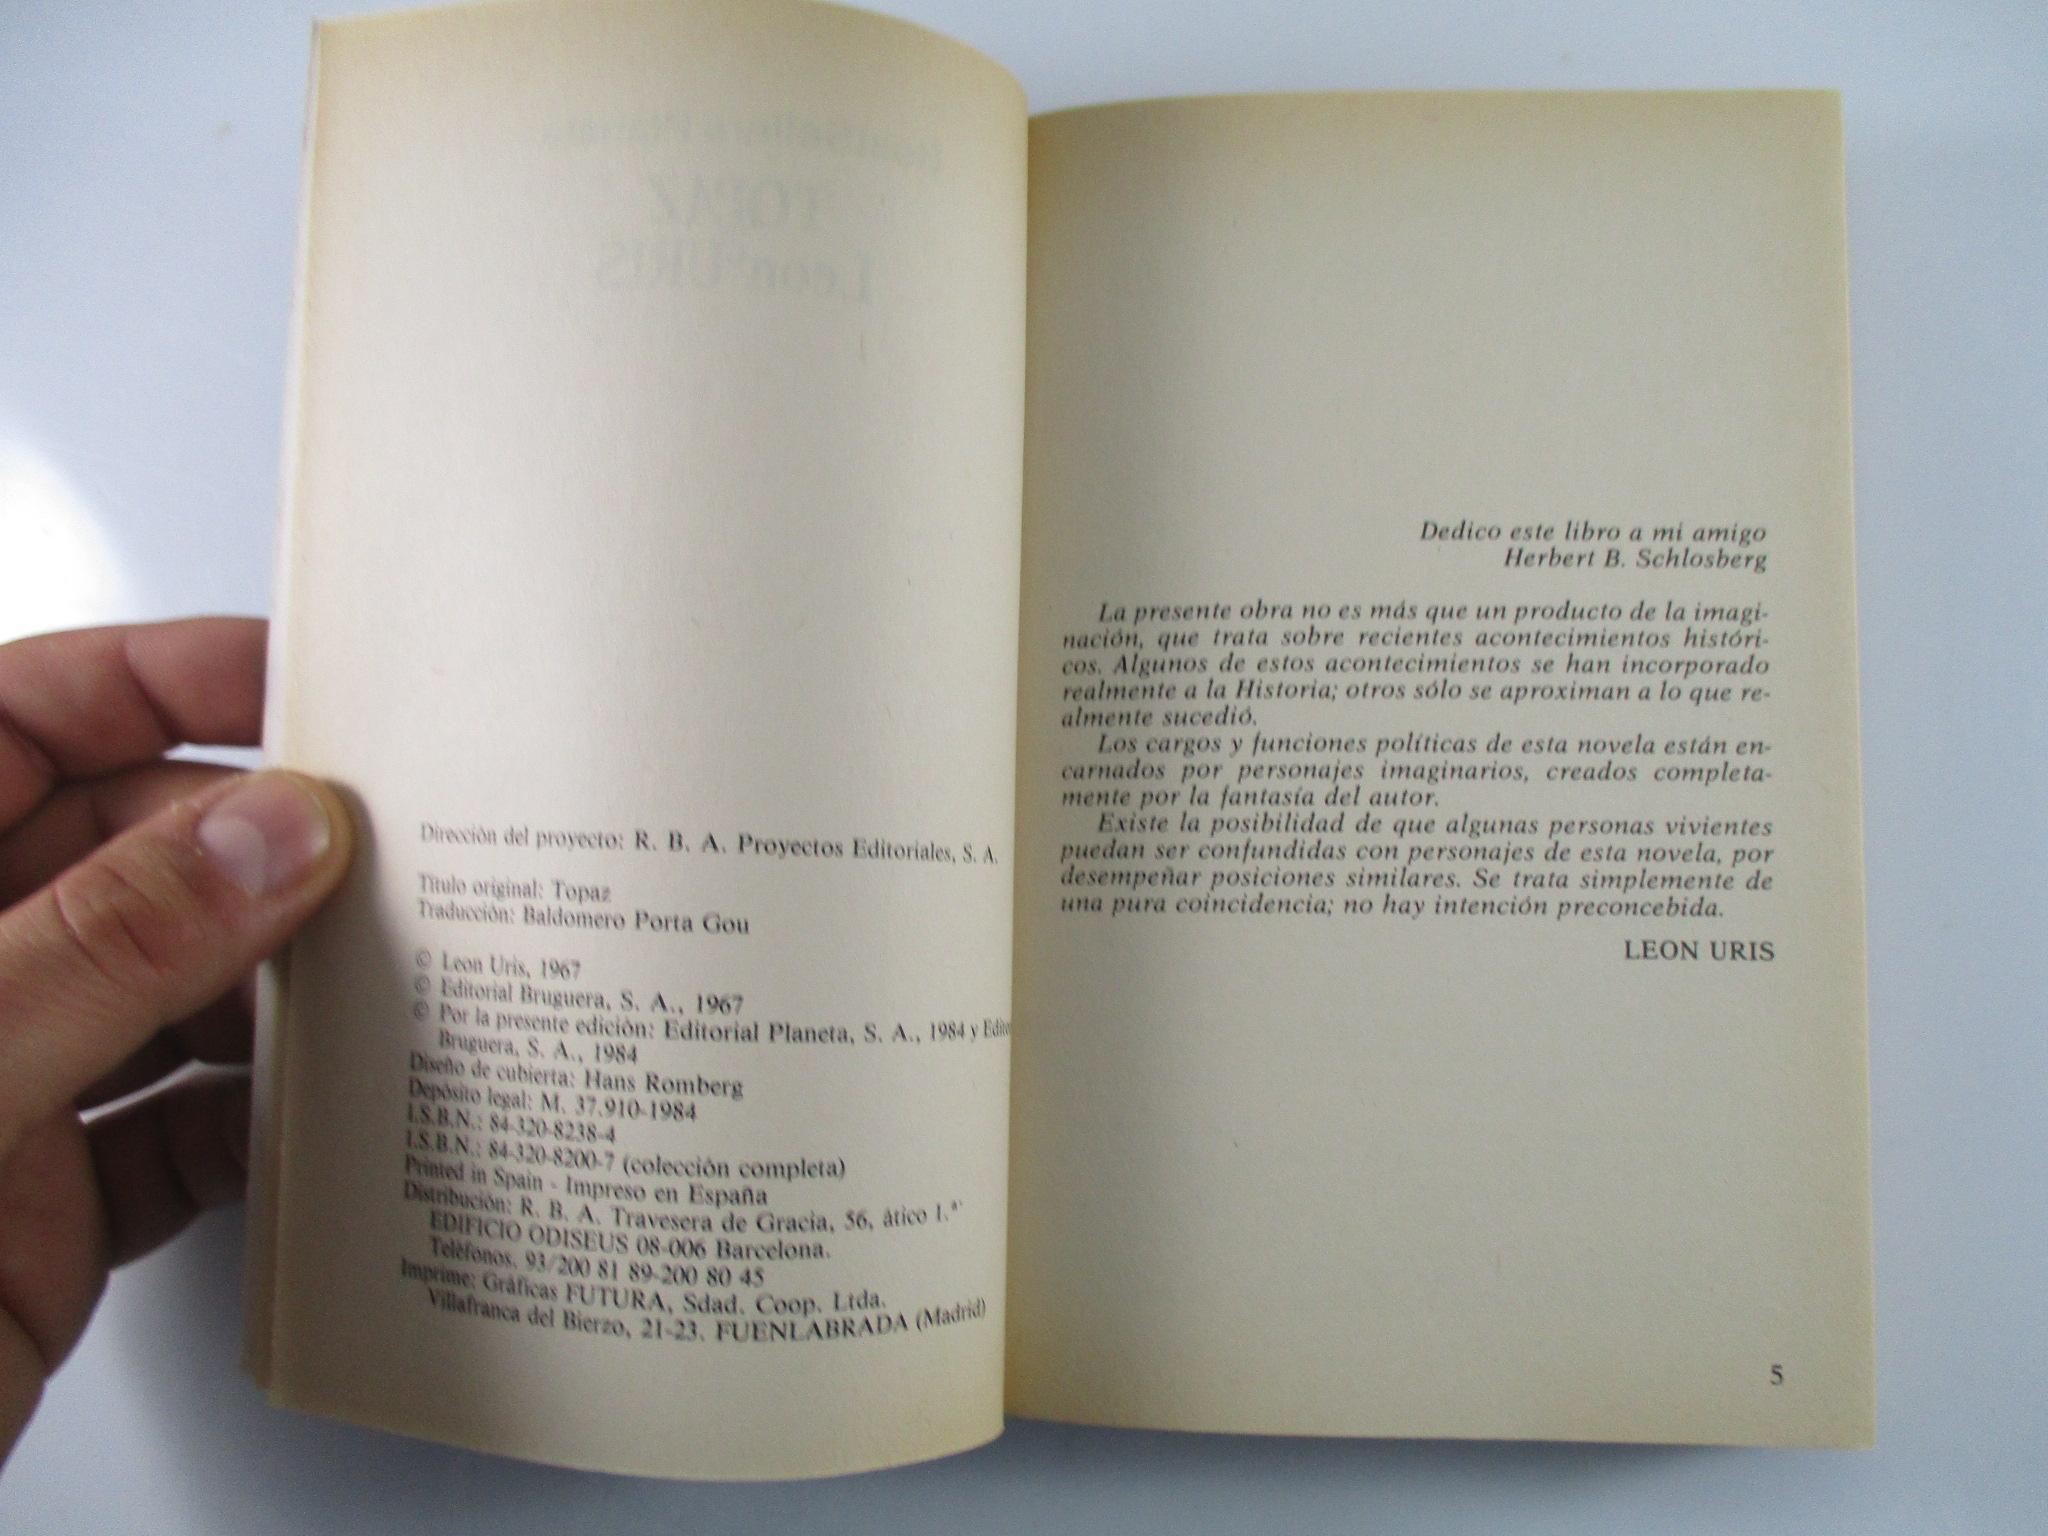 Dirección del proyecto: R. B. A. Proyectos Editoriales, S. A.
Título original: Topaz
Traducción: Baldomero Porta Gou
© Leon Uris, 1967
© Editorial Bruguera, S. A., 1967
© Por la presente edición: Editorial Planeta, S. A., 1984 y
Bruguera, S. A., 1984
Diseño de cubierta: Hans Romberg
Depósito legal: M. 37.910-1984
I.S.B.N.: 84-320-8238-4
I.S.B.N.: 84-320-8200-7 (colección completa)
Printed in Spain - Impreso en España
Distribución: R. B. A. Travesera de Gracia, 56, ático 1.ª
EDIFICIO ODISEUS 08-006 Barcelona.
Teléfonos. 93/200 81 89-200 80 45
Imprime: Gráficas FUTURA, Sdad. Coop. Ltda.
Villafranca del Bierzo, 21-23. FUENLABRADA (Madrid)
Dedico este libro a mi amigo
Herbert B. Schlosberg
La presente obra no es más que un producto de la imagi-
nación, que trata sobre recientes acontecimientos históri-
cos. Algunos de estos acontecimientos se han incorporado
realmente a la Historia; otros sólo se aproximan a lo que re-
almente sucedió.
Los cargos y funciones políticas de esta novela están en-
carnados por personajes imaginarios, creados completa-
mente por la fantasía del autor.
Existe la posibilidad de que algunas personas vivientes
puedan ser confundidas con personajes de esta novela, por
desempeñar posiciones similares. Se trata simplemente de
una pura coincidencia; no hay intención preconcebida.
LEON URIS
5